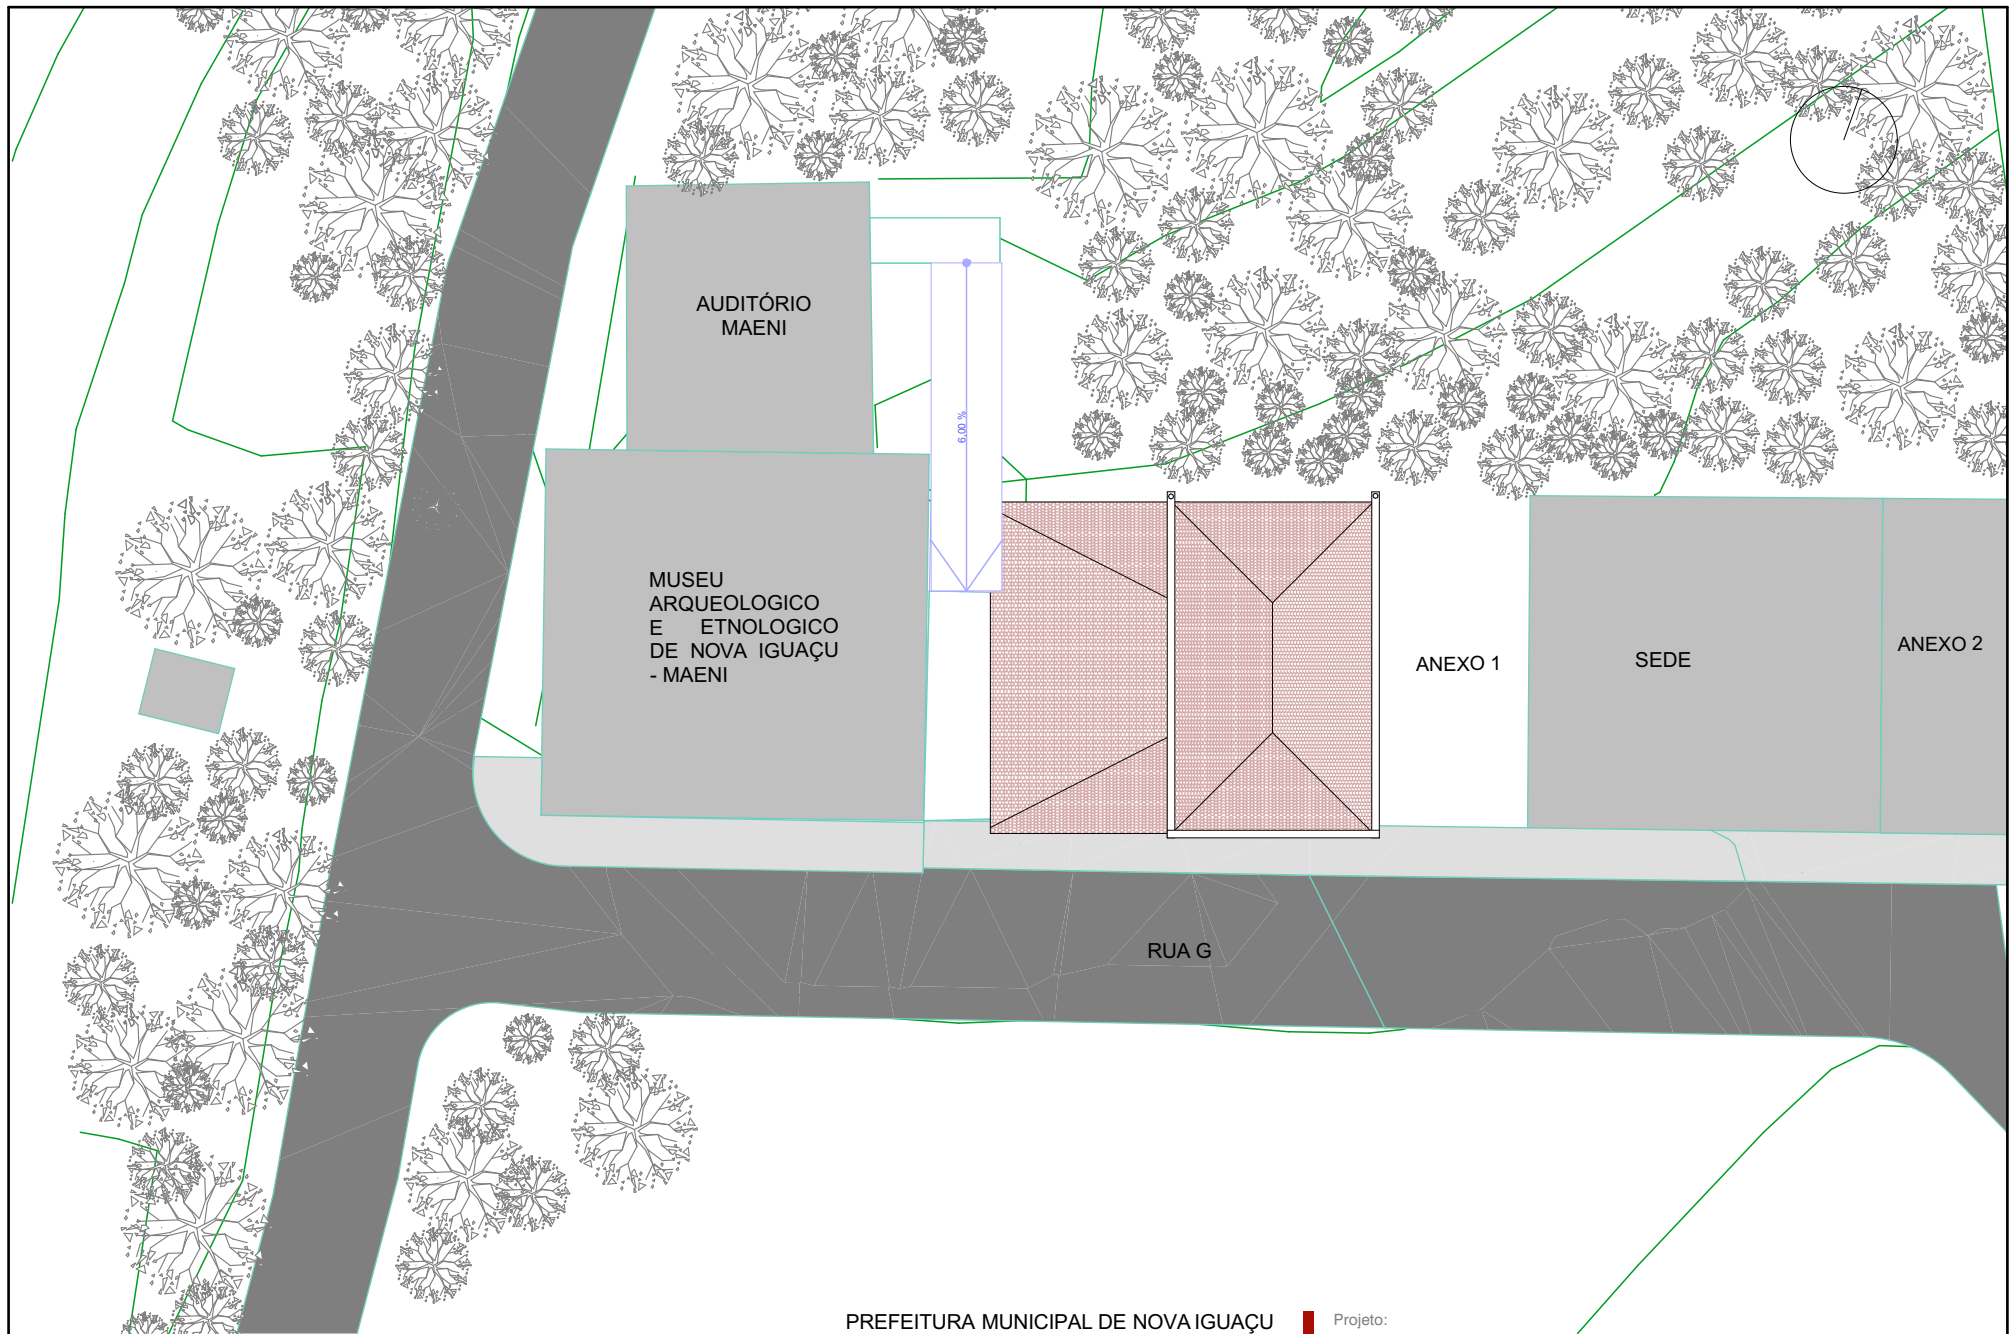 AUDITÓRIO
MAENI
6.00 %
MUSEU
ARQUEOLOGICO
E ETNOLOGICO
DE NOVA IGUAÇU
- MAENI
ANEXO 1
SEDE
ANEXO 2
RUA G
PREFEITURA MUNICIPAL DE NOVA IGUAÇU
Projeto: